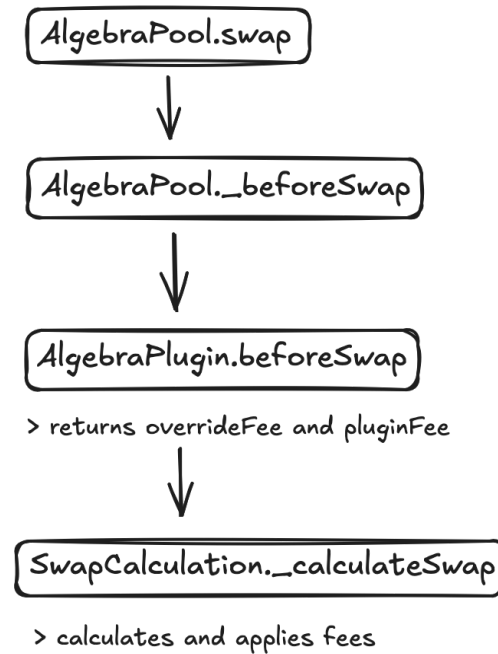 AlgebraPool.swap
AlgebraPool._beforeSwap
AlgebraPlugin.beforeSwap
> returns overrideFee and pluginFee
SwapCalculation._calculateSwap
> calculates and applies fees